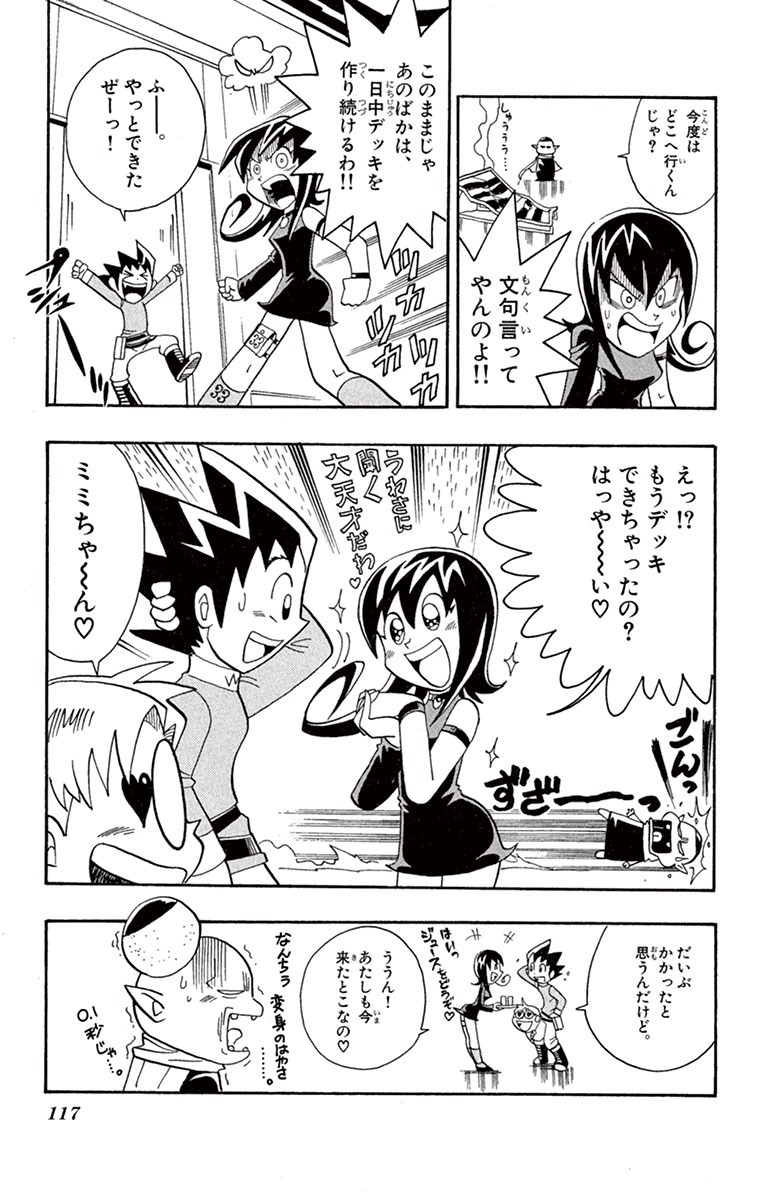 今度は
どこへ行くん
じゃ?
しゅううう…
文句言って
やんのよ!!
このままじゃ
あのばかは、
一日中デッキを
作り続けるわ!!
ツカツカツカ
ふーー。
やっとできた
ぜーっ!
えっ!?
もうデッキ
できちゃったの?
はっや〜〜い♡
ごんっ
ずざーーっ
うわさに
聞く
大天才だわ♡
ミミちゃ〜ん♡
だいぶ
かかったと
思うんだけど。
はいっ
ジュースをどうぞ♡
ううん!
あたしも今
来たとこなの♡
なんちゅう
変身のはやさ
……。
0.1
秒じゃ……。
117